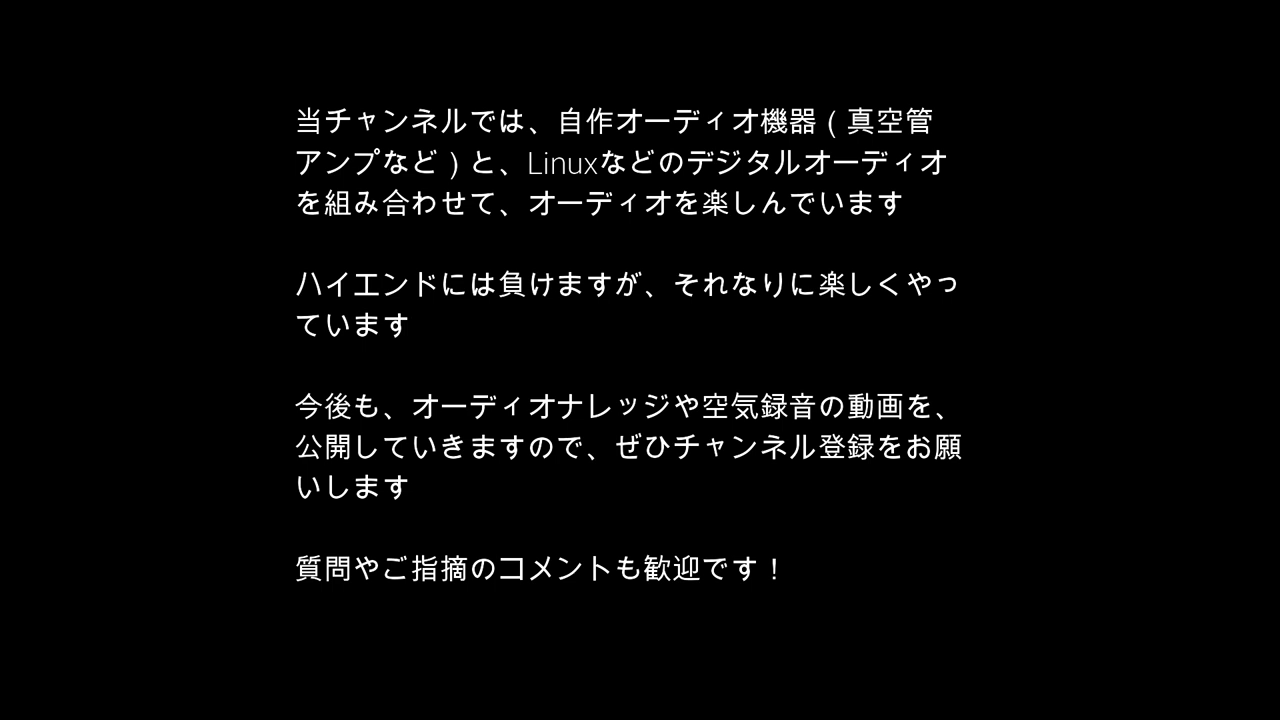 当チャンネルでは、自作オーディオ機器（真空管
アンプなど）と、Linuxなどのデジタルオーディオ
を組み合わせて、オーディオを楽しんでいます
ハイエンドには負けますが、それなりに楽しくやっ
ています
今後も、オーディオナレッジや空気録音の動画を、
公開していきますので、ぜひチャンネル登録をお願
いします
質問やご指摘のコメントも歓迎です！